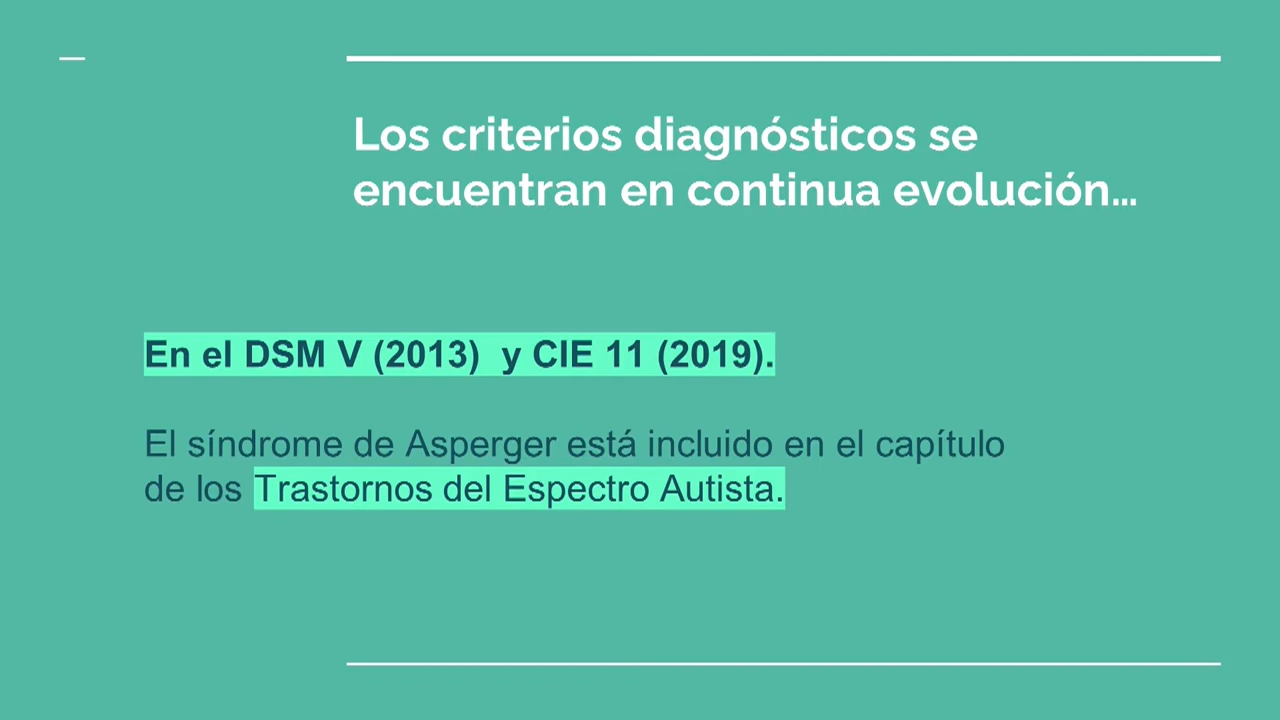 Los criterios diagnósticos se
encuentran en continua evolución...
En el DSM V (2013)  y CIE 11 (2019).
El síndrome de Asperger está incluido en el capítulo
de los Trastornos del Espectro Autista.